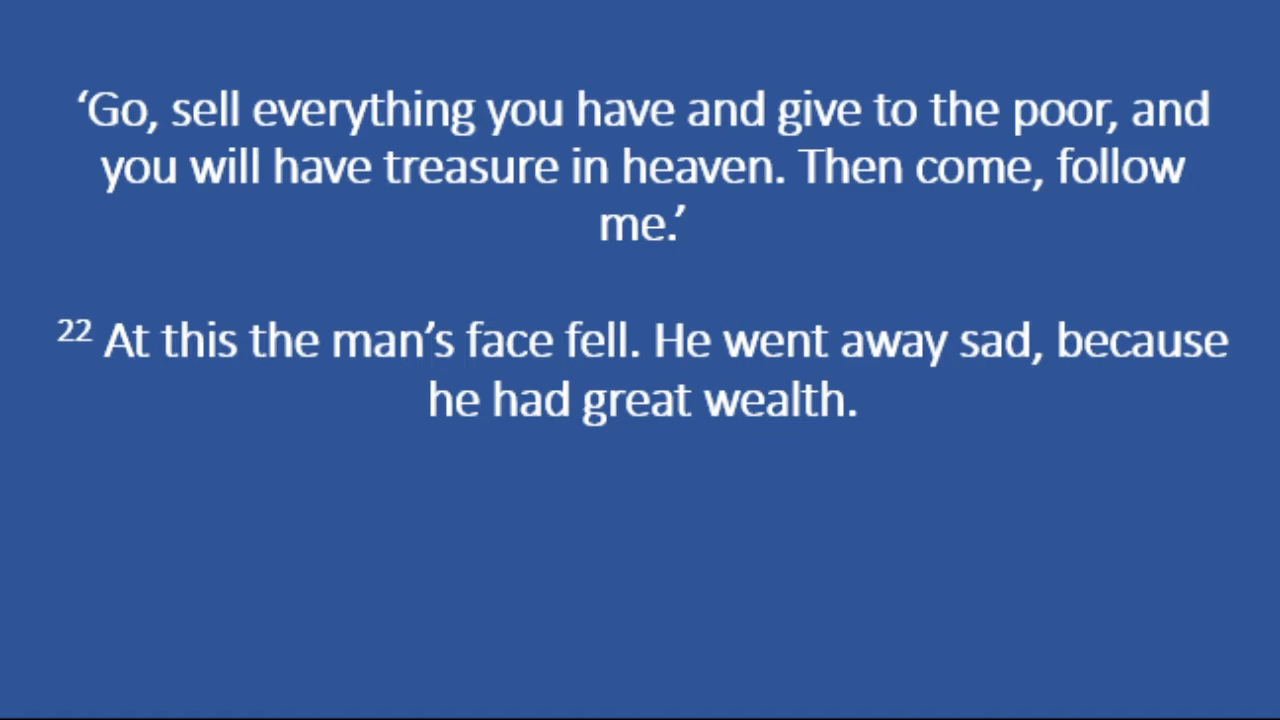 ‘Go, sell everything you have and give to the poor, and
you will have treasure in heaven. Then come, follow
me.’
22 At this the man’s face fell. He went away sad, because
he had great wealth.